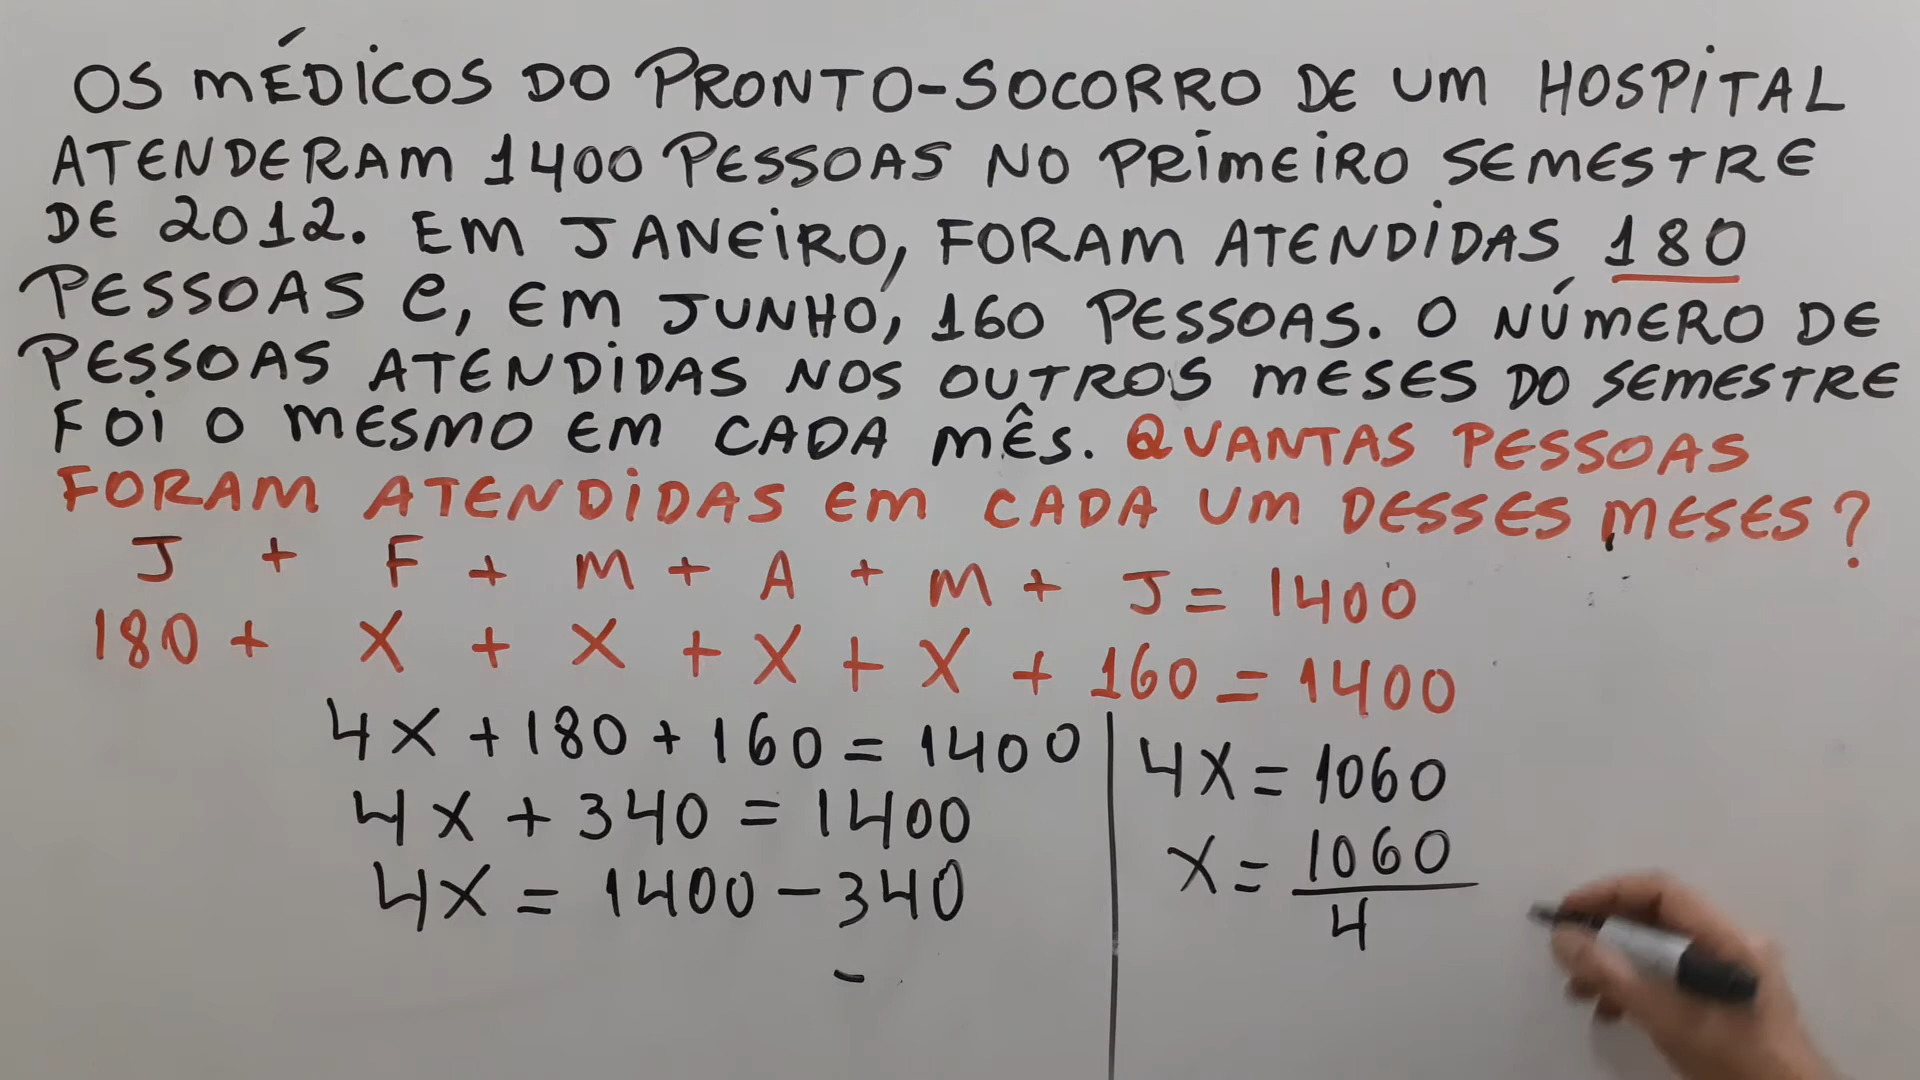 OS MÉDICOS DO PRONTO-SOCORRO DE UM HOSPITAL
ATENDERAM 1400 PESSOAS NO PRIMEIRO SEMESTRE
DE 2012. EM JANEIRO, FORAM ATENDIDAS 180
PESSOAS E, EM JUNHO, 160 PESSOAS. O NÚMERO DE
PESSOAS ATENDIDAS NOS OUTROS MESES DO SEMESTRE
FOI O MESMO EM CADA MÊS. QUANTAS PESSOAS
FORAM ATENDIDAS EM CADA UM DESSES MESES?
J + F + M + A + M + J = 1400
180 + X + X + X + X + 160 = 1400
4X + 180 + 160 = 1400
4X + 340 = 1400
4X = 1400 - 340
-
4X = 1060
X = 1060
4